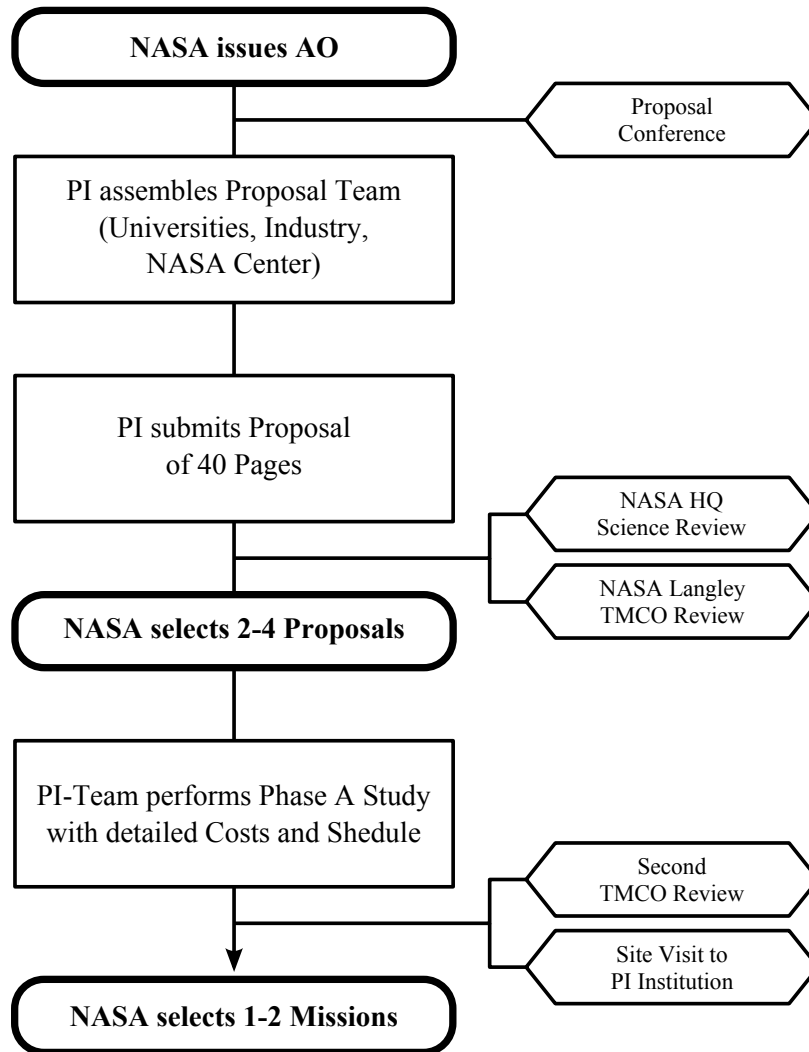 NASA issues AO
Proposal
Conference
PI assembles Proposal Team
(Universities, Industry,
NASA Center)
PI submits Proposal
of 40 Pages
NASA HQ
Science Review
NASA Langley
TMCO Review
NASA selects 2-4 Proposals
PI-Team performs Phase A Study
with detailed Costs and Shedule
Second
TMCO Review
Site Visit to
PI Institution
NASA selects 1-2 Missions